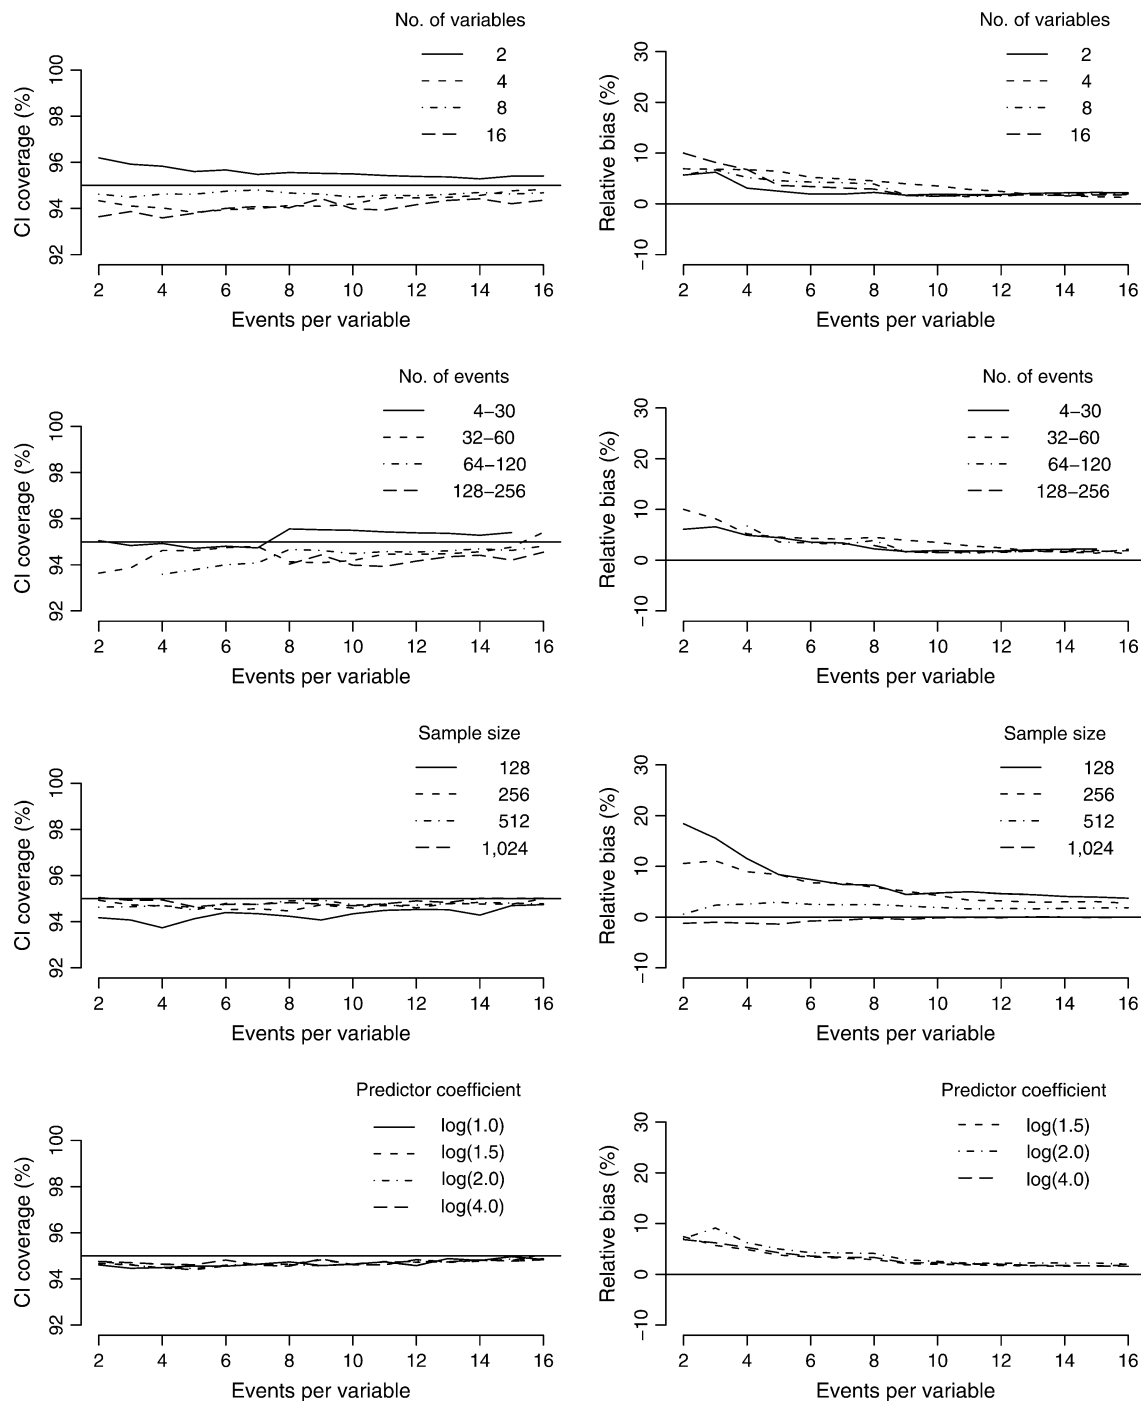 No. of variables
2
4
8
16
CI coverage (%)
100
98
96
94
92
2 4 6 8 10 12 14 16
Events per variable
No. of variables
2
4
8
16
Relative bias (%)
30
20
10
0
−10
2 4 6 8 10 12 14 16
Events per variable
No. of events
4−30
32−60
64−120
128−256
CI coverage (%)
100
98
96
94
92
2 4 6 8 10 12 14 16
Events per variable
No. of events
4−30
32−60
64−120
128−256
Relative bias (%)
30
20
10
0
−10
2 4 6 8 10 12 14 16
Events per variable
Sample size
128
256
512
1,024
CI coverage (%)
100
98
96
94
92
2 4 6 8 10 12 14 16
Events per variable
Sample size
128
256
512
1,024
Relative bias (%)
30
20
10
0
−10
2 4 6 8 10 12 14 16
Events per variable
Predictor coefficient
log(1.0)
log(1.5)
log(2.0)
log(4.0)
CI coverage (%)
100
98
96
94
92
2 4 6 8 10 12 14 16
Events per variable
Predictor coefficient
log(1.5)
log(2.0)
log(4.0)
Relative bias (%)
30
20
10
0
−10
2 4 6 8 10 12 14 16
Events per variable